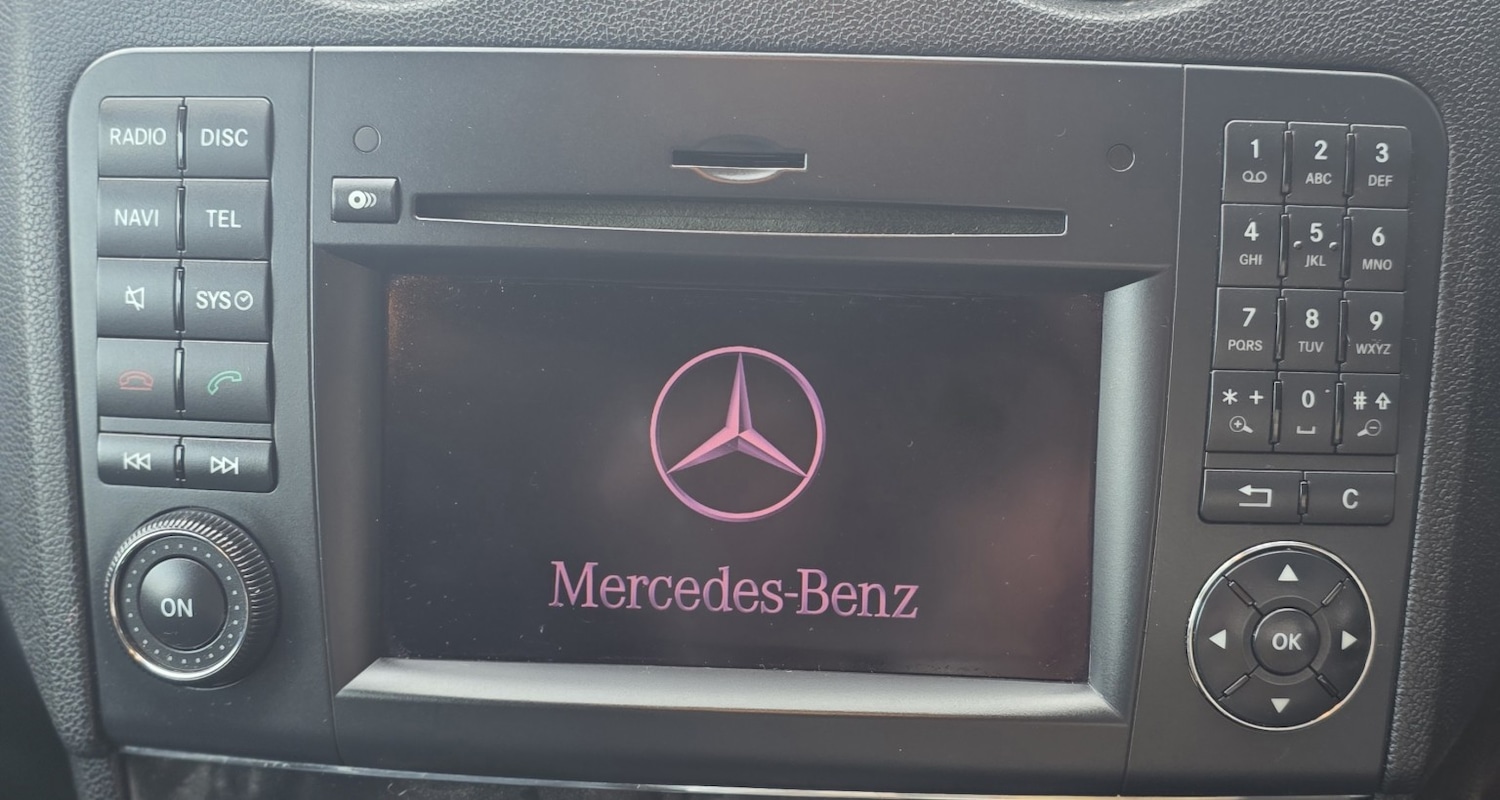 RADIO DISC
NAVI TEL
SYS
ON
Mercedes-Benz
1 2 3
ABC DEF
4 5 6
GHI JKL MNO
7 8 9
PQRS TUV WXYZ
* + 0 #
C
OK